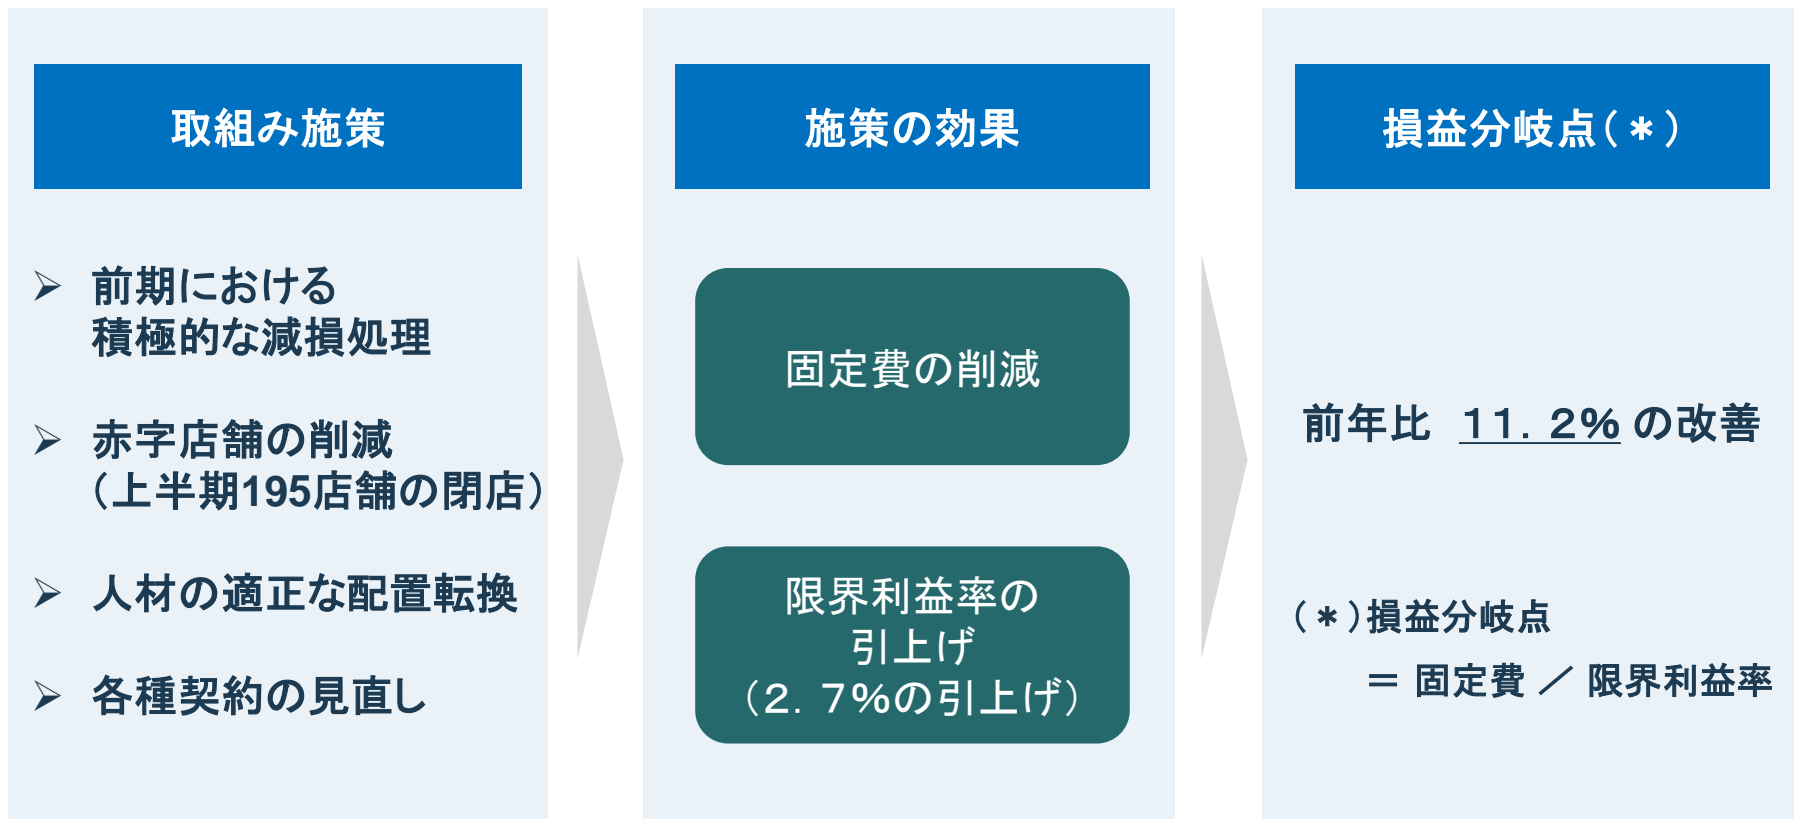 取組み施策
➢ 前期における
積極的な減損処理
➢ 赤字店舗の削減
（上半期195店舗の閉店）
➢ 人材の適正な配置転換
➢ 各種契約の見直し
施策の効果
固定費の削減
限界利益率の
引上げ
（２．７％の引上げ）
損益分岐点（＊）
前年比 １１．２％ の改善
（＊）損益分岐点
＝ 固定費 ／ 限界利益率